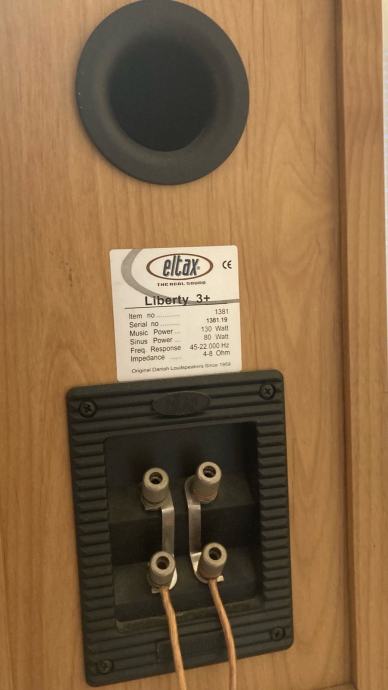 eltax
CE
THE REAL SOUND
Liberty 3+
Item no ........... 1381
Serial no .......... 1381.19
Music Power ... 130 Watt
Sinus Power ... 80 Watt
Freq. Response 45-22.000 Hz
Impedance ...... 4-8 Ohm
Original Danish Loudspeakers Since 1958